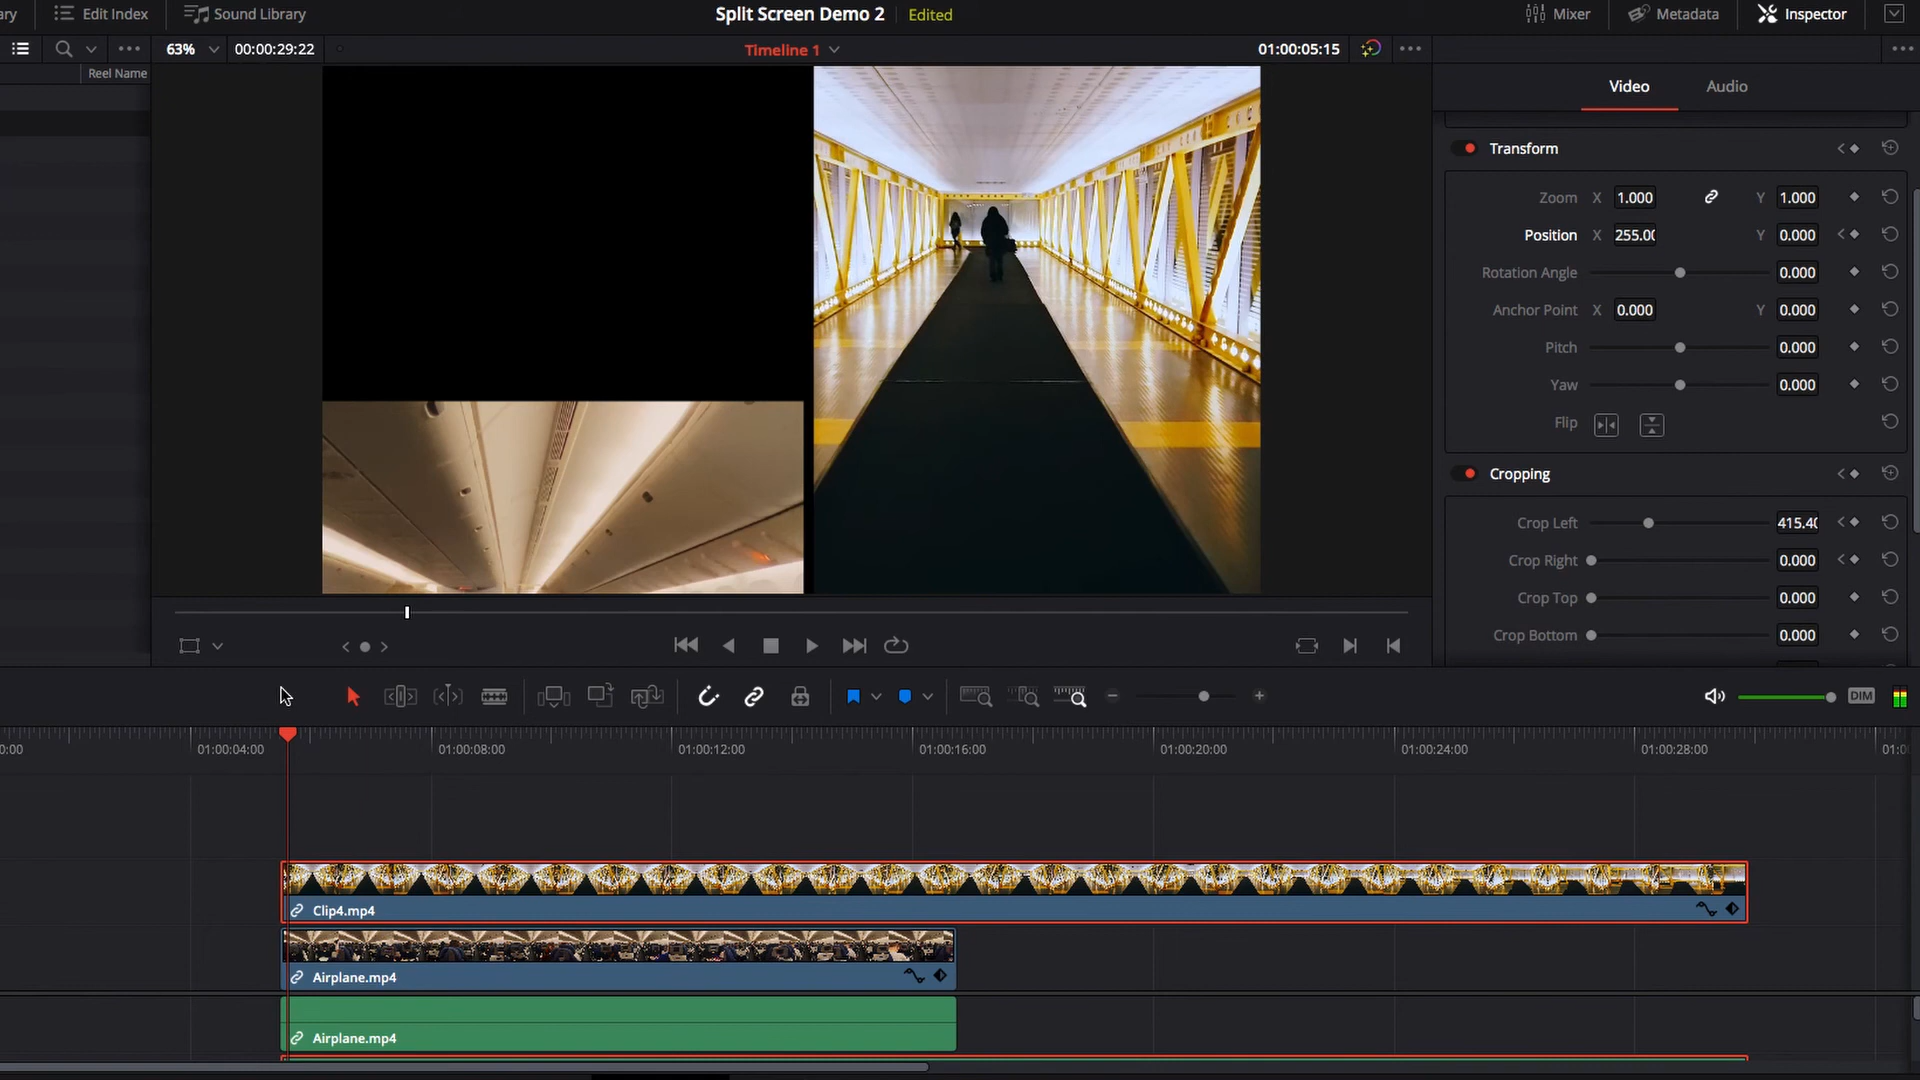 ry Edit Index Sound Library Split Screen Demo 2 Edited Mixer Metadata Inspector
63% 00:00:29:22 Timeline 1 01:00:05:15
Reel Name
Video Audio
Transform
Zoom X 1.000 Y 1.000
Position X 255.00 Y 0.000
Rotation Angle 0.000
Anchor Point X 0.000 Y 0.000
Pitch 0.000
Yaw 0.000
Flip
Cropping
Crop Left 415.40
Crop Right 0.000
Crop Top 0.000
Crop Bottom 0.000
DIM
0:00 01:00:04:00 01:00:08:00 01:00:12:00 01:00:16:00 01:00:20:00 01:00:24:00 01:00:28:00 01:0
Clip4.mp4
Airplane.mp4
Airplane.mp4